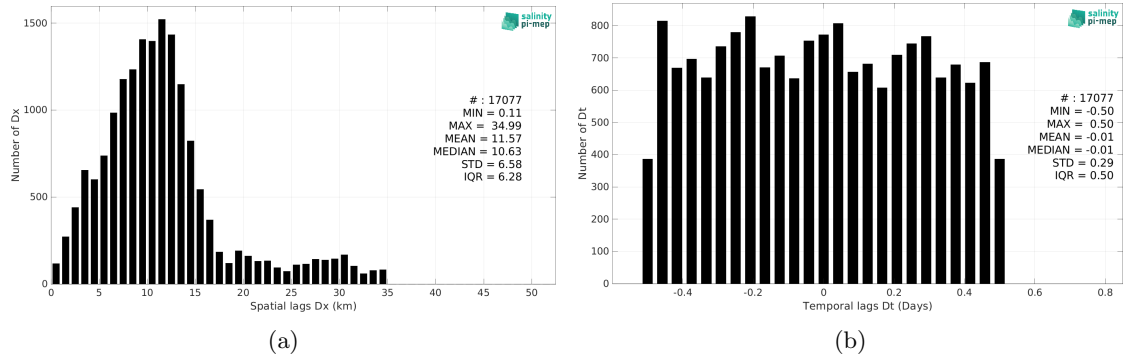 1500
1000
500
0
Number of Dx
salinity
pi-mep
# : 17077
MIN = 0.11
MAX = 34.99
MEAN = 11.57
MEDIAN = 10.63
STD = 6.58
IQR = 6.28
0 5 10 15 20 25 30 35 40 45 50
Spatial lags Dx (km)
(a)
800
700
600
500
400
300
200
100
0
Number of Dt
salinity
pi-mep
# : 17077
MIN = -0.50
MAX = 0.50
MEAN = -0.01
MEDIAN = -0.01
STD = 0.29
IQR = 0.50
-0.4 -0.2 0 0.2 0.4 0.6 0.8
Temporal lags Dt (Days)
(b)